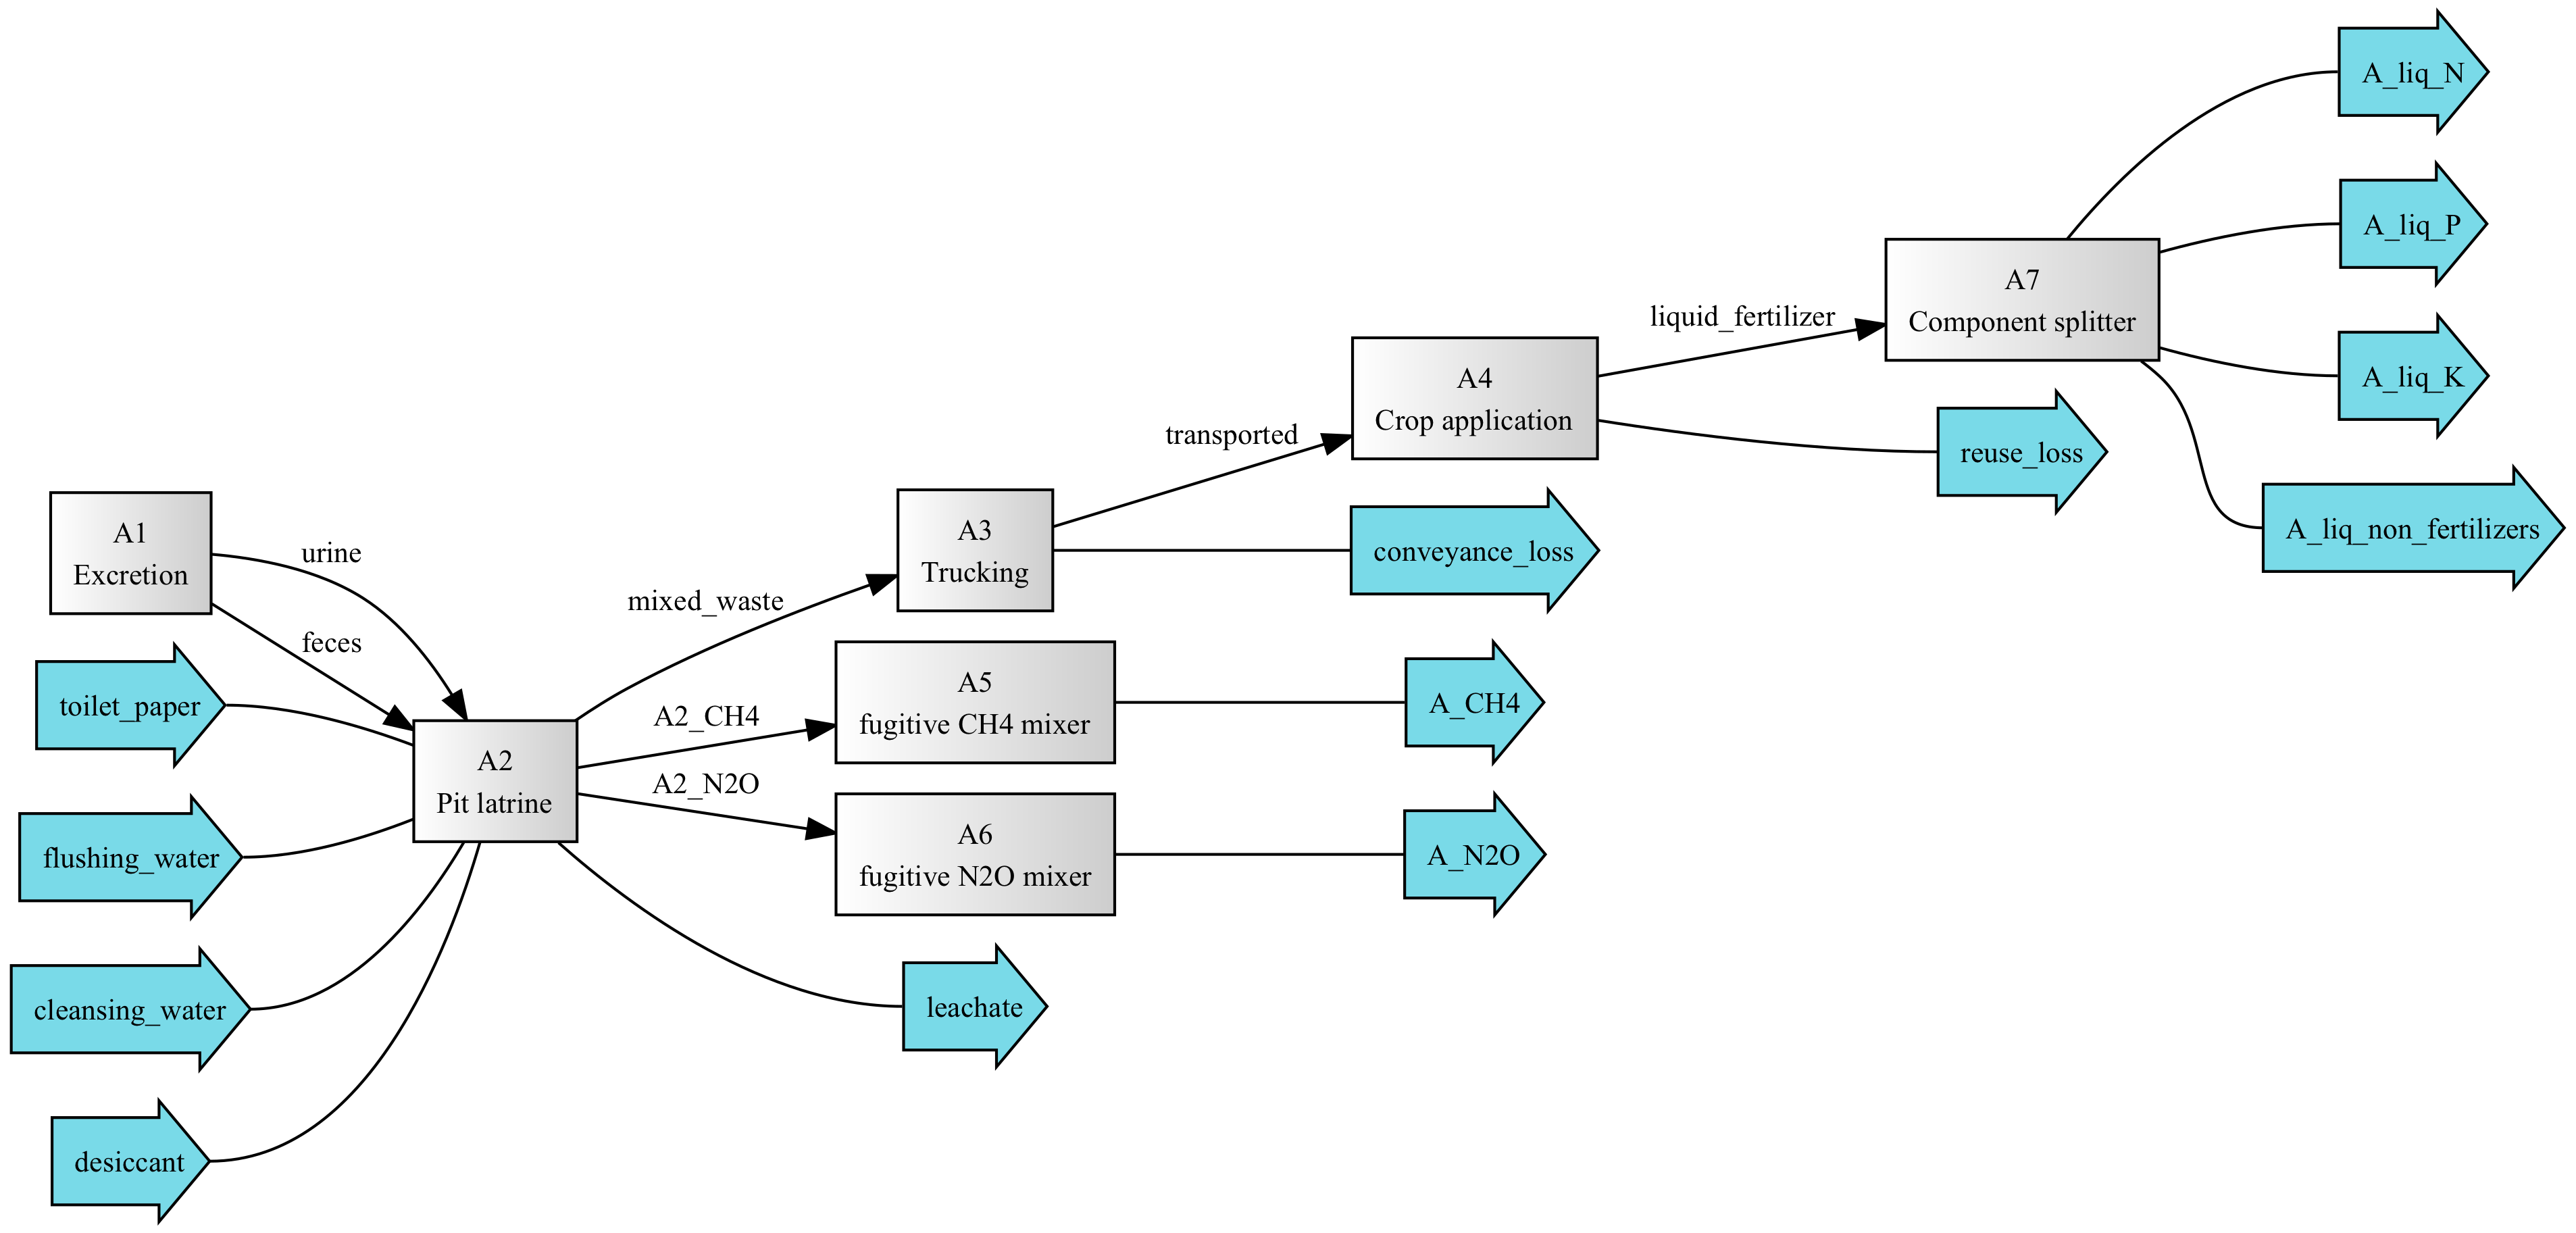 A_liq_N
A_liq_P
A7
Component splitter
liquid_fertilizer
A_liq_K
A4
Crop application
transported
reuse_loss
A_liq_non_fertilizers
A1
Excretion
urine
A3
Trucking
conveyance_loss
mixed_waste
feces
toilet_paper
A2_CH4
A5
fugitive CH4 mixer
A_CH4
A2
Pit latrine
A2_N2O
flushing_water
A6
fugitive N2O mixer
A_N2O
cleansing_water
leachate
desiccant